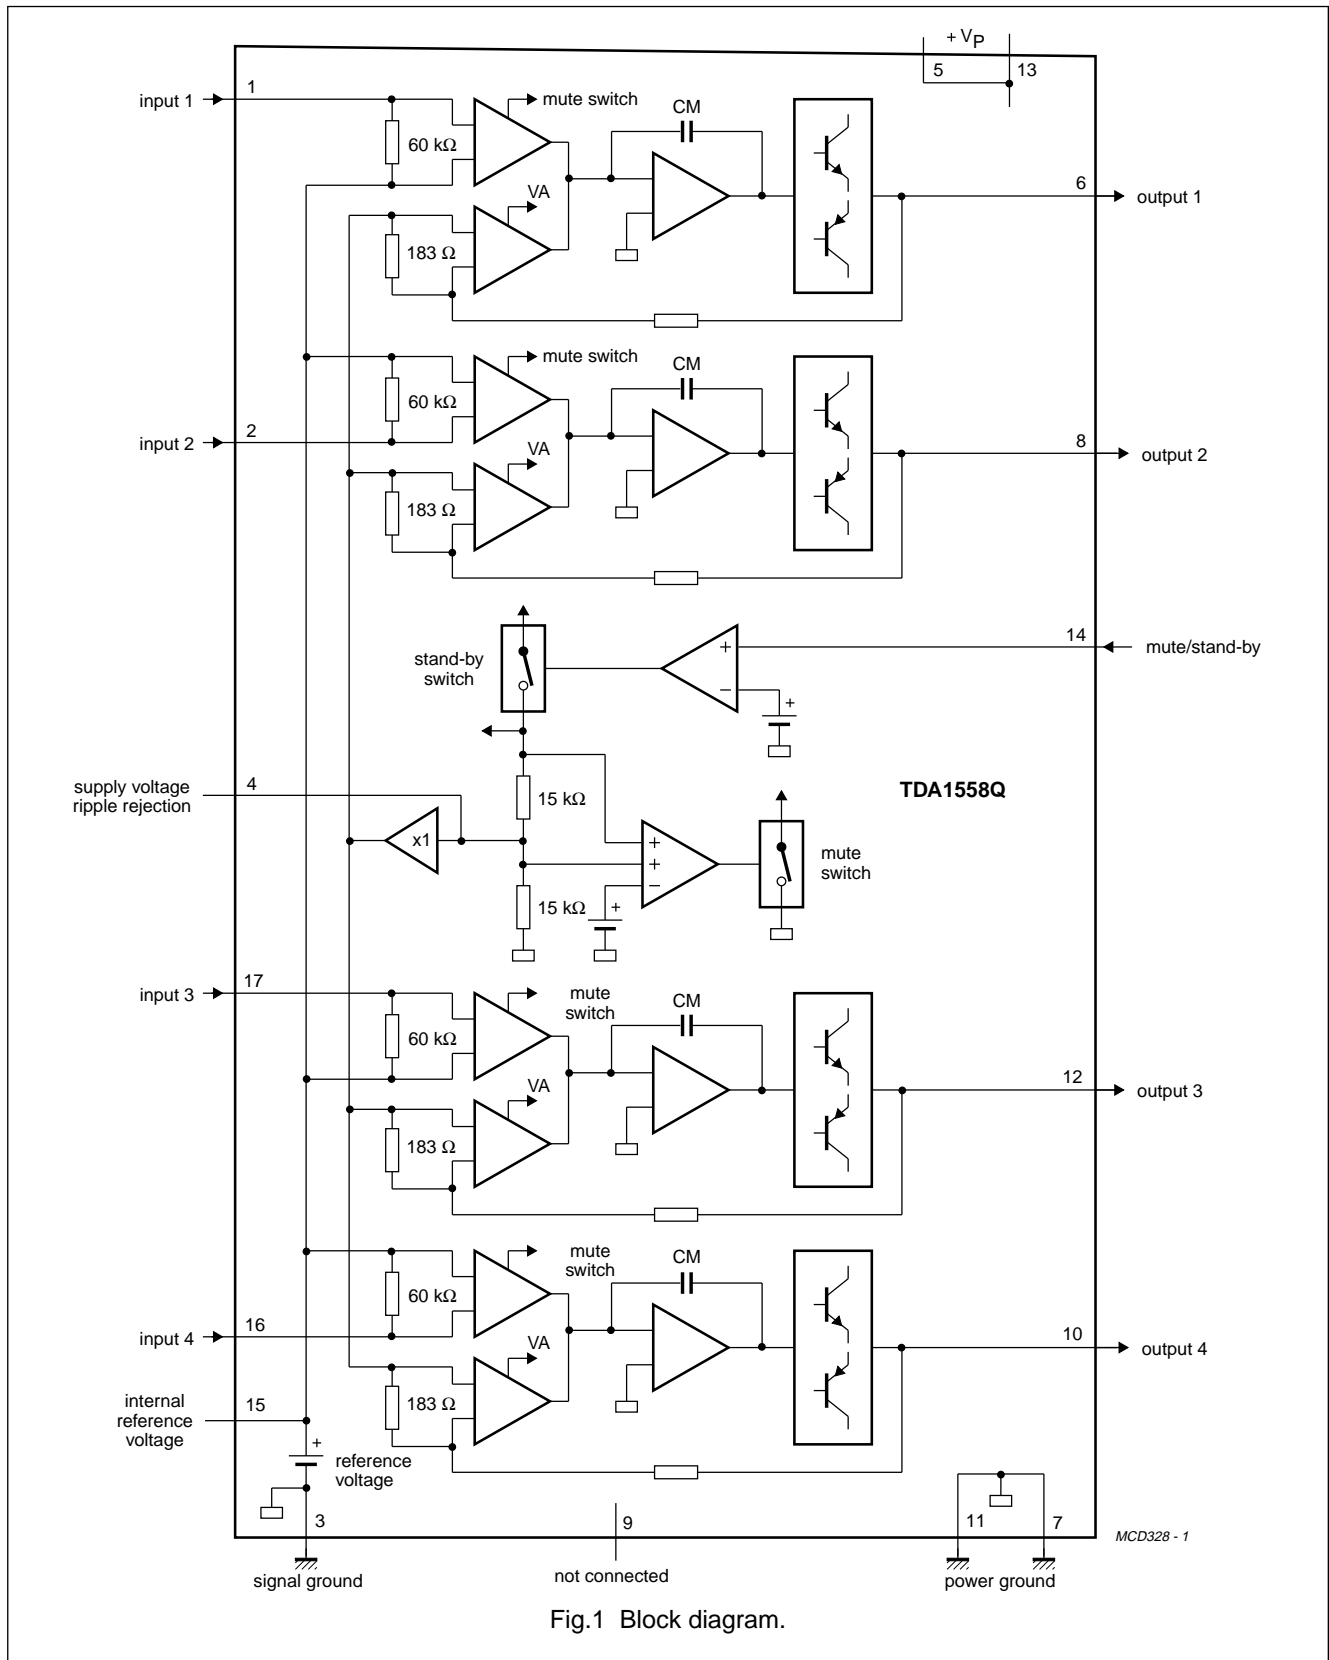 + VP
5
13
input 1
1
mute switch
CM
60 kΩ
VA
6
output 1
183 Ω
mute switch
CM
60 kΩ
input 2
2
VA
8
output 2
183 Ω
14
mute/stand-by
stand-by
switch
+
−
+
supply voltage
ripple rejection
4
15 kΩ
TDA1558Q
x1
+
+
−
mute
switch
15 kΩ
+
input 3
17
mute
switch
CM
60 kΩ
VA
12
output 3
183 Ω
mute
switch
CM
60 kΩ
input 4
16
VA
10
output 4
183 Ω
internal
reference
voltage
15
+
reference
voltage
3
9
11
7
MCD328 - 1
signal ground
not connected
power ground
Fig.1 Block diagram.